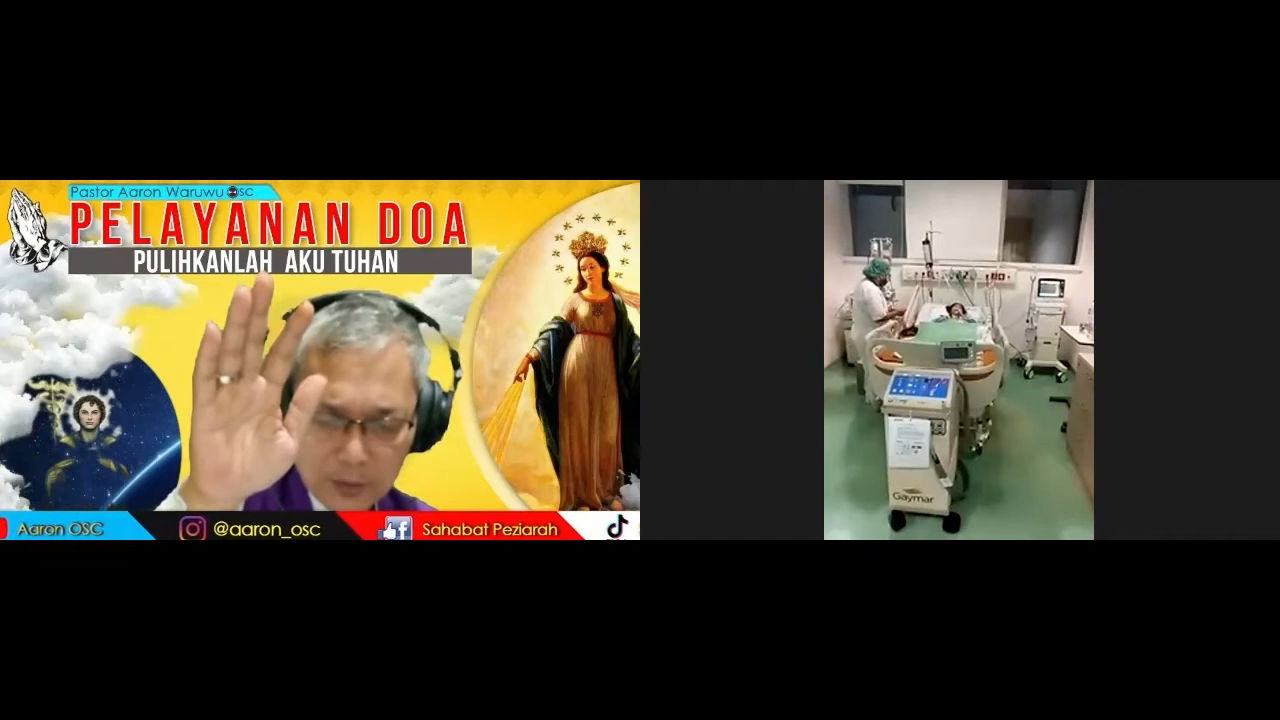 Pastor Aaron Waruwu OSC
PELAYANAN DOA
PULIHKANLAH AKU TUHAN
Aaron OSC
@aaron_osc
Sahabat Peziarah
Gaymar